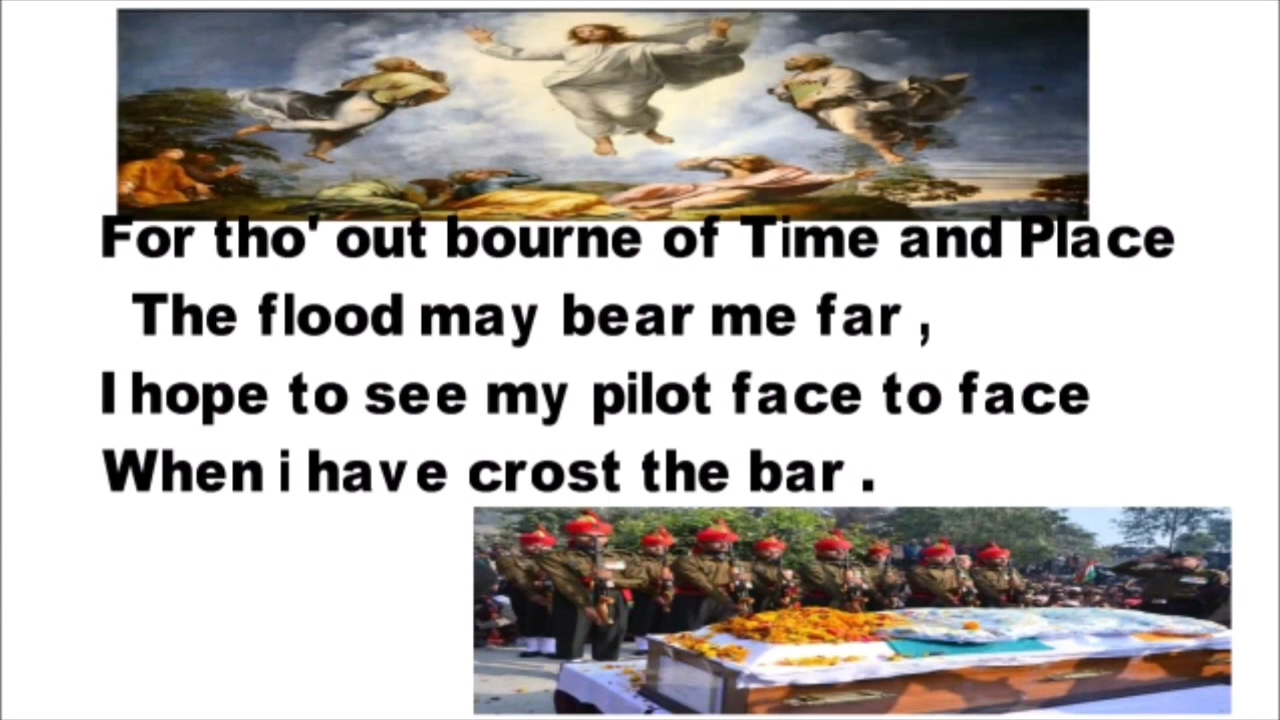 For tho' out bourne of Time and Place
The flood may bear me far ,
I hope to see my pilot face to face
When i have crost the bar .